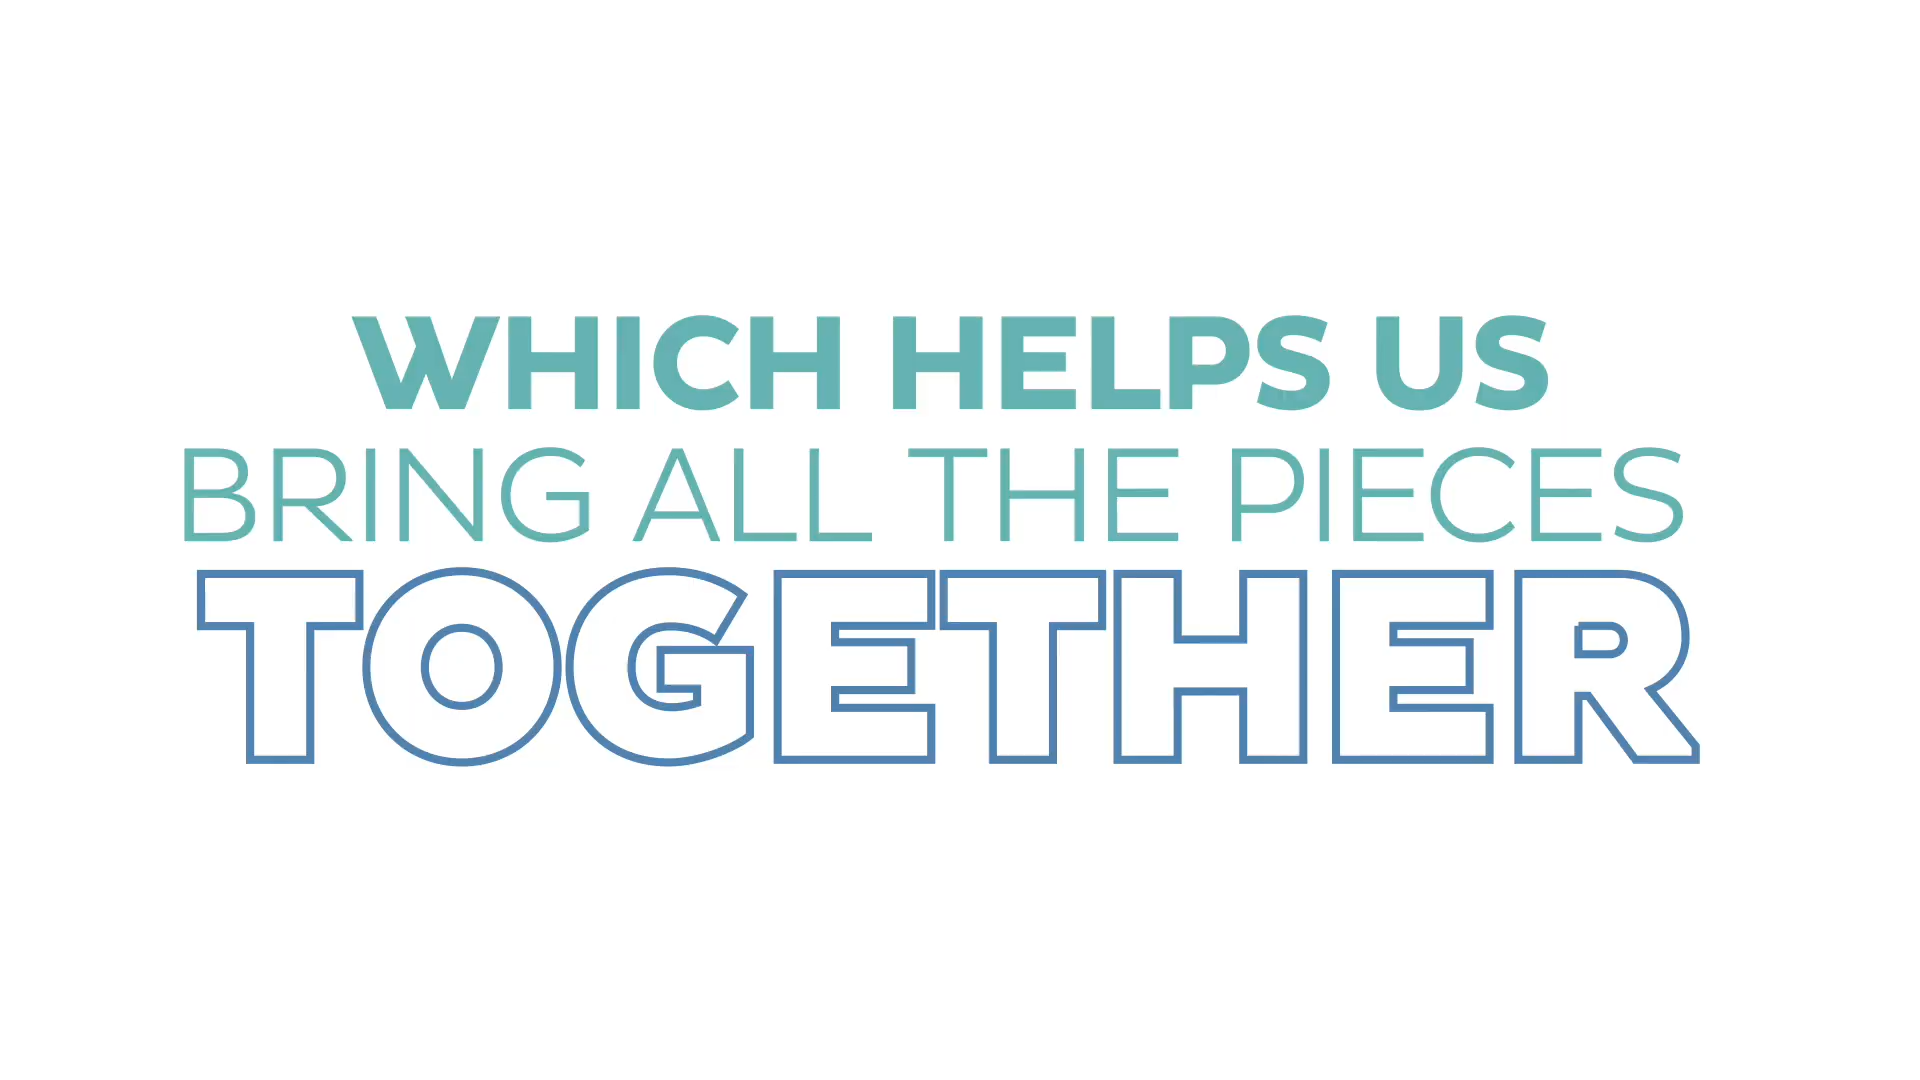 WHICH HELPS US
BRING ALL THE PIECES
TOGETHER